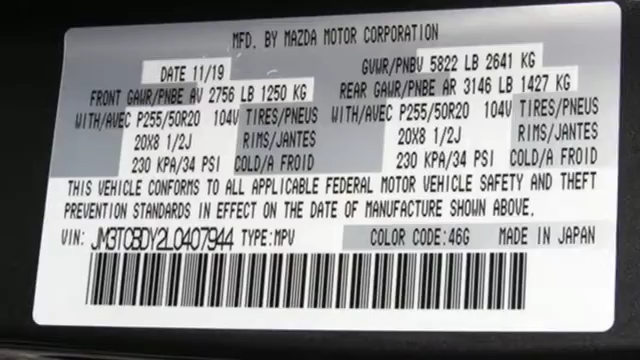 MFD. BY MAZDA MOTOR CORPORATION
DATE 11/19 GVWR/PNBV 5822 LB 2641 KG
FRONT GAWR/PNBE AV 2756 LB 1250 KG REAR GAWR/PNBE AR 3146 LB 1427 KG
WITH/AVEC P255/50R20 104V TIRES/PNEUS WITH/AVEC P255/50R20 104V TIRES/PNEUS
20X8 1/2J RIMS/JANTES 20X8 1/2J RIMS/JANTES
230 KPA/34 PSI COLD/A FROID 230 KPA/34 PSI COLD/A FROID
THIS VEHICLE CONFORMS TO ALL APPLICABLE FEDERAL MOTOR VEHICLE SAFETY AND THEFT
PREVENTION STANDARDS IN EFFECT ON THE DATE OF MANUFACTURE SHOWN ABOVE.
VIN: JM3TCBDY2L0407944 TYPE:MPV COLOR CODE:46G MADE IN JAPAN